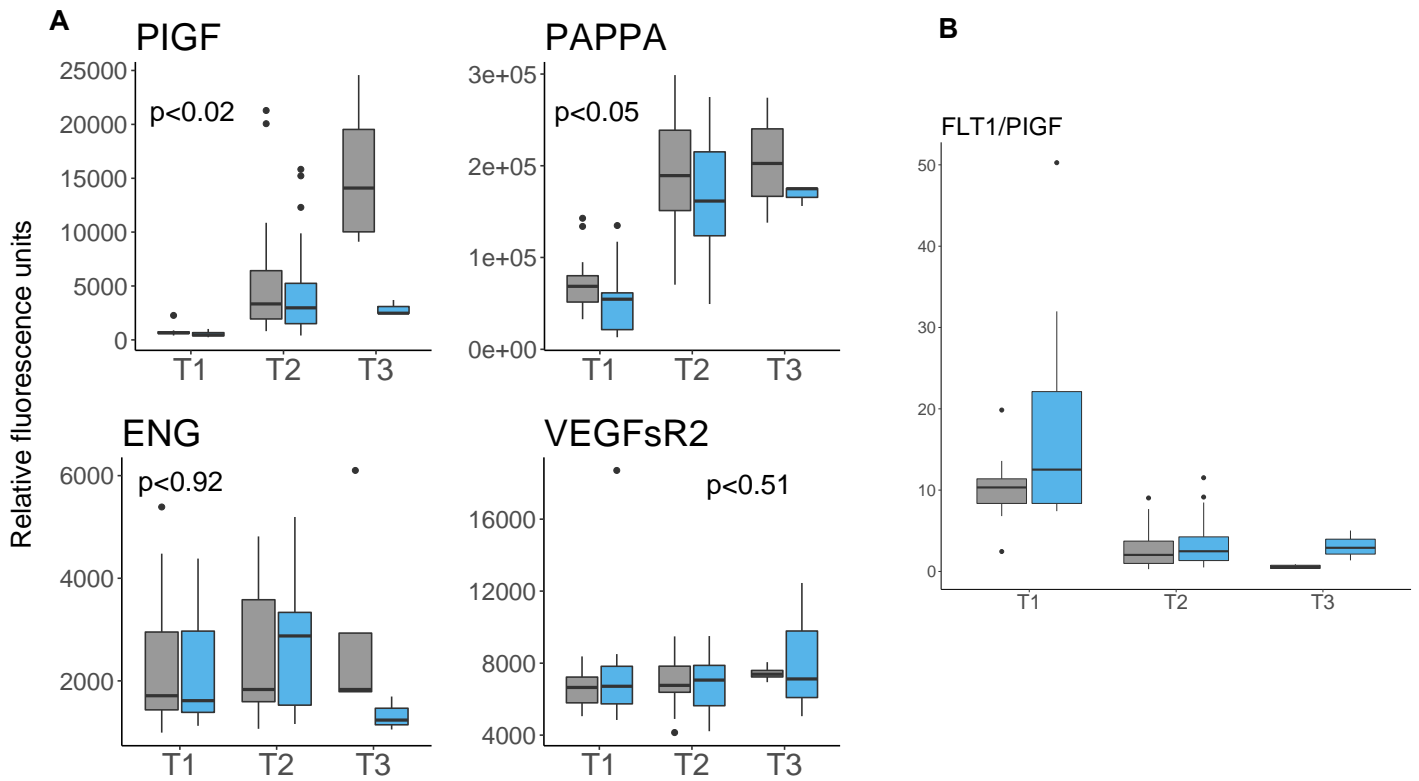 A
Relative fluorescence units
PIGF
p<0.02
25000
20000
15000
10000
5000
0
T1 T2 T3
PAPPA
p<0.05
3e+05
2e+05
1e+05
0e+00
T1 T2 T3
ENG
p<0.92
6000
4000
2000
T1 T2 T3
VEGFsR2
p<0.51
16000
12000
8000
4000
T1 T2 T3
B
FLT1/PIGF
50
40
30
20
10
0
T1 T2 T3